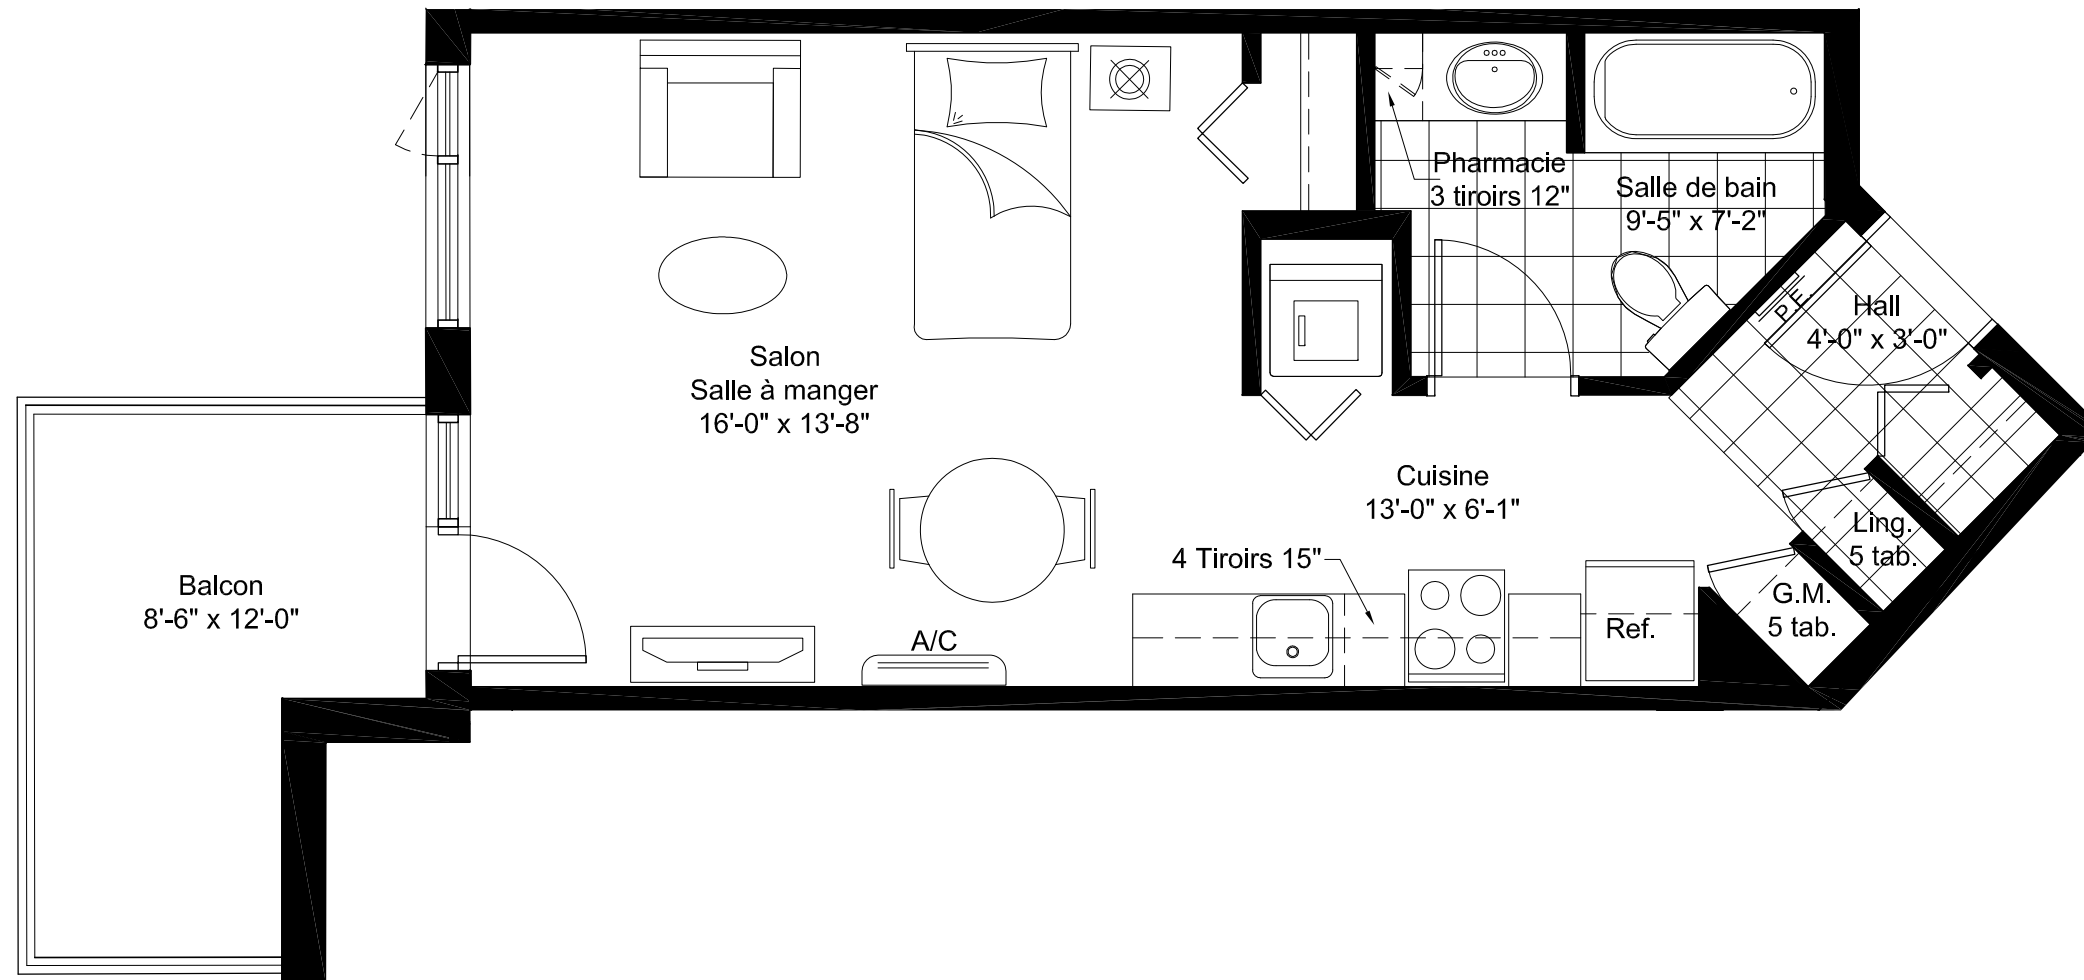 Pharmacie
3 tiroirs 12"
Salle de bain
9'-5" x 7'-2"
P.E.
Hall
4'-0" x 3'-0"
Salon
Salle à manger
16'-0" x 13'-8"
Cuisine
13'-0" x 6'-1"
Ling.
5 tab.
4 Tiroirs 15"
G.M.
5 tab.
Ref.
A/C
Balcon
8'-6" x 12'-0"